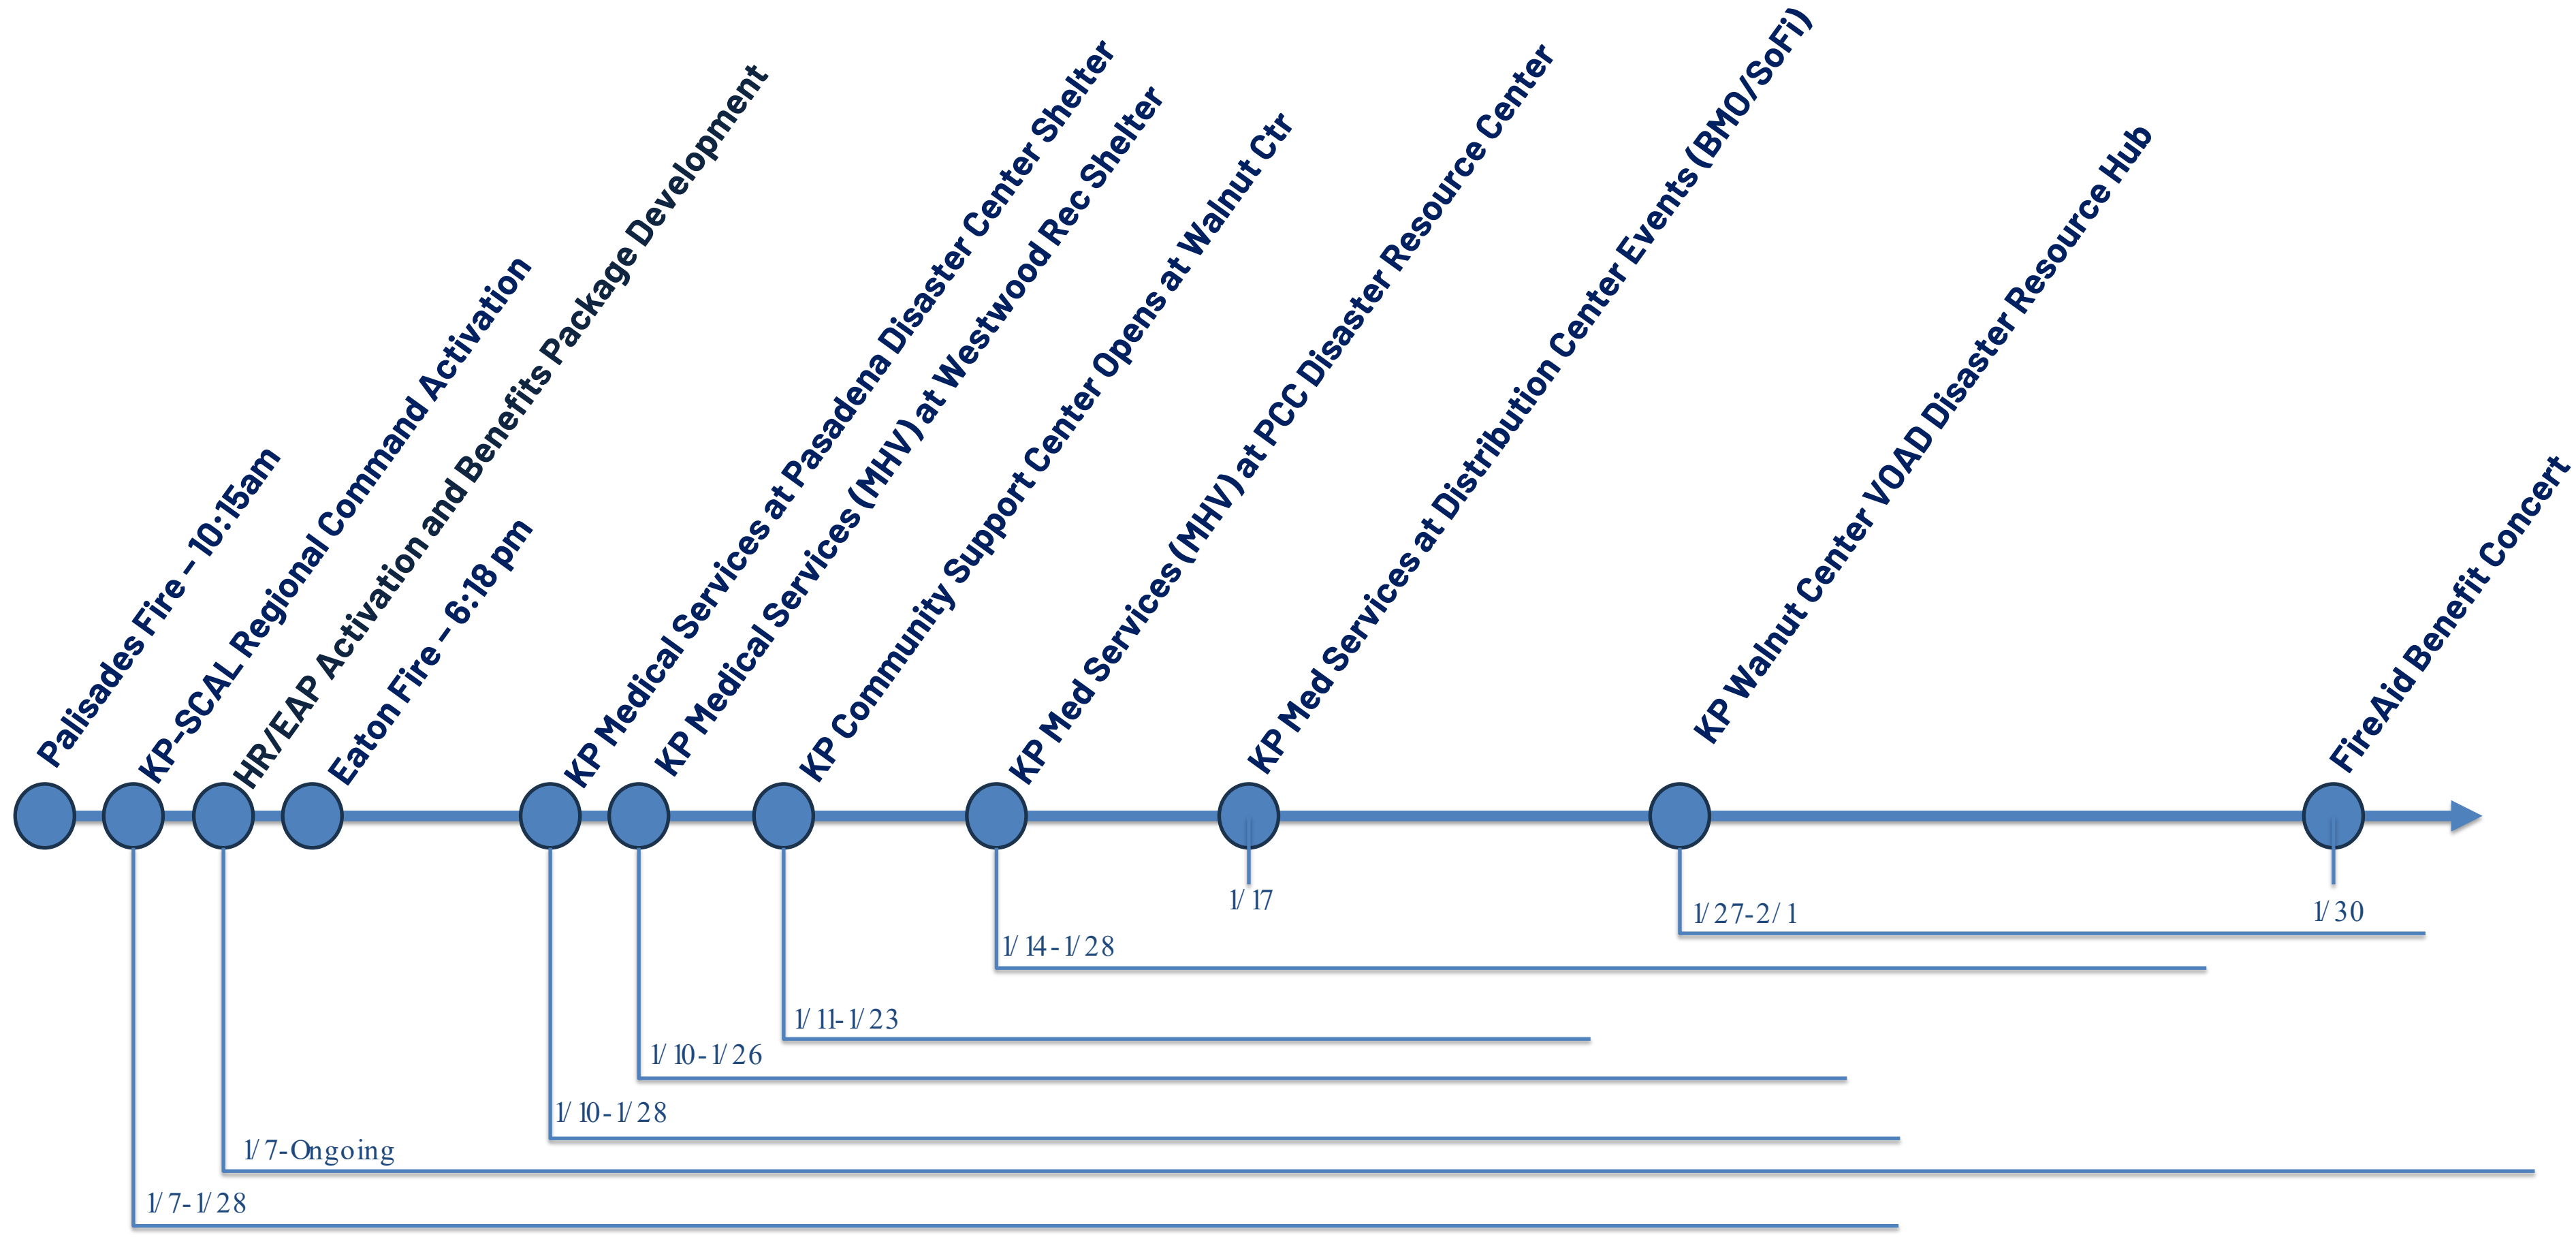 Palisades Fire – 10:15am
KP-SCAL Regional Command Activation
HR/EAP Activation and Benefits Package Development
Eaton Fire – 6:18 pm
KP Medical Services at Pasadena Disaster Center Shelter
KP Medical Services (MHV) at Westwood Rec Shelter
KP Community Support Center Opens at Walnut Ctr
KP Med Services (MHV) at PCC Disaster Resource Center
KP Med Services at Distribution Center Events (BMO/SoFi)
KP Walnut Center VOAD Disaster Resource Hub
FireAid Benefit Concert
1/17
1/27-2/1
1/30
1/14-1/28
1/11-1/23
1/10-1/26
1/10-1/28
1/7-Ongoing
1/7-1/28